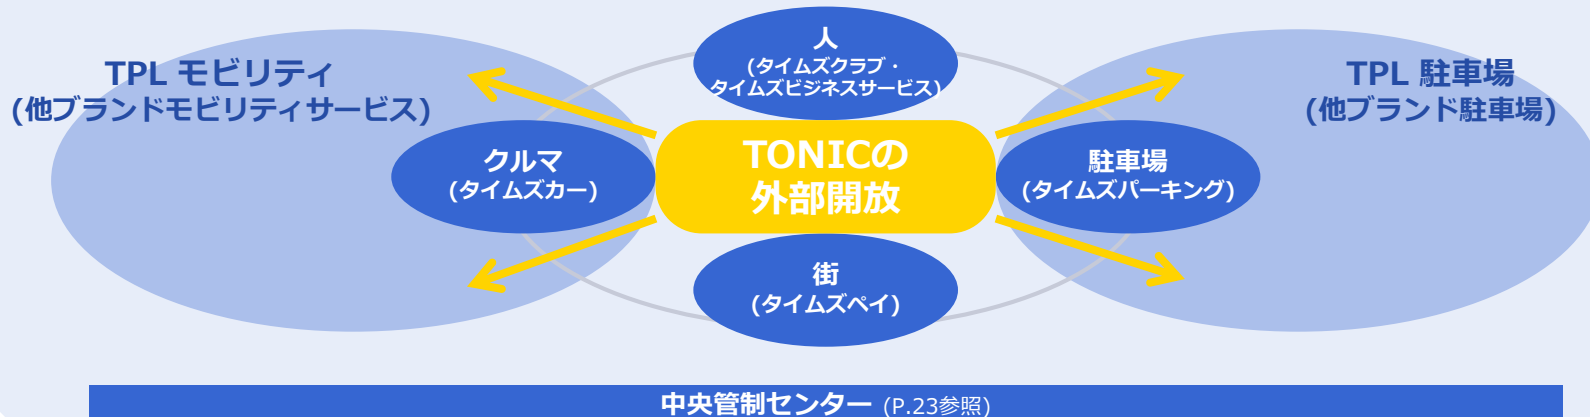 人
(タイムズクラブ・
タイムズビジネスサービス)
TPL モビリティ
(他ブランドモビリティサービス)
TPL 駐車場
(他ブランド駐車場)
クルマ
(タイムズカー)
TONICの
外部開放
駐車場
(タイムズパーキング)
街
(タイムズペイ)
中央管制センター (P.23参照)